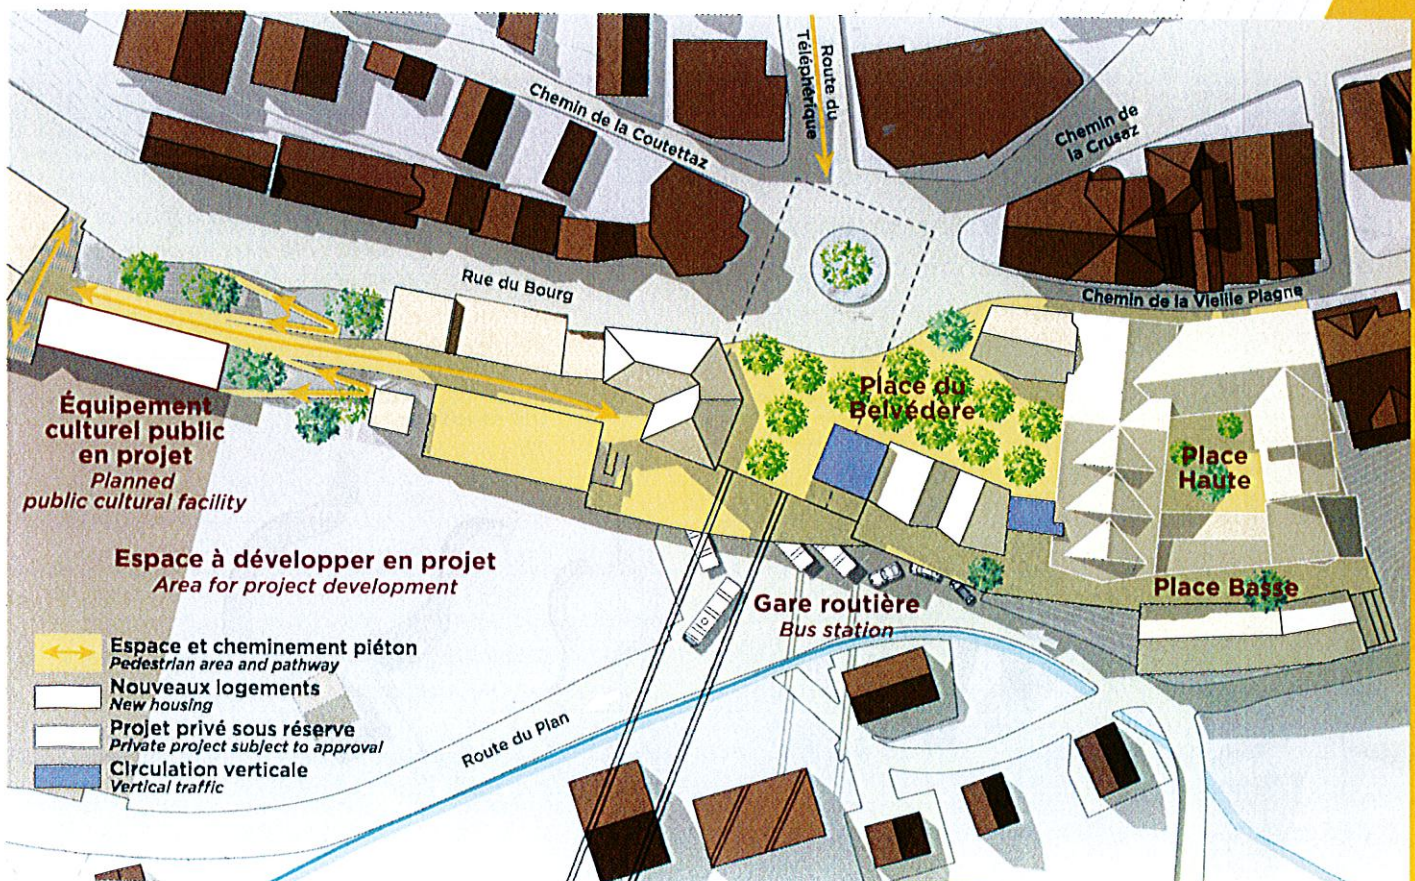 Route du
Téléphérique
Chemin de la Coutettaz
Chemin de
la Crusaz
Rue du Bourg
Chemin de la Vieille Plagne
Place du
Belvédère
Place
Haute
Équipement
culturel public
en projet
Planned
public cultural facility
Espace à développer en projet
Area for project development
Place Basse
Gare routière
Bus station
Route du Plan
Espace et cheminement piéton
Pedestrian area and pathway
Nouveaux logements
New housing
Projet privé sous réserve
Private project subject to approval
Circulation verticale
Vertical traffic